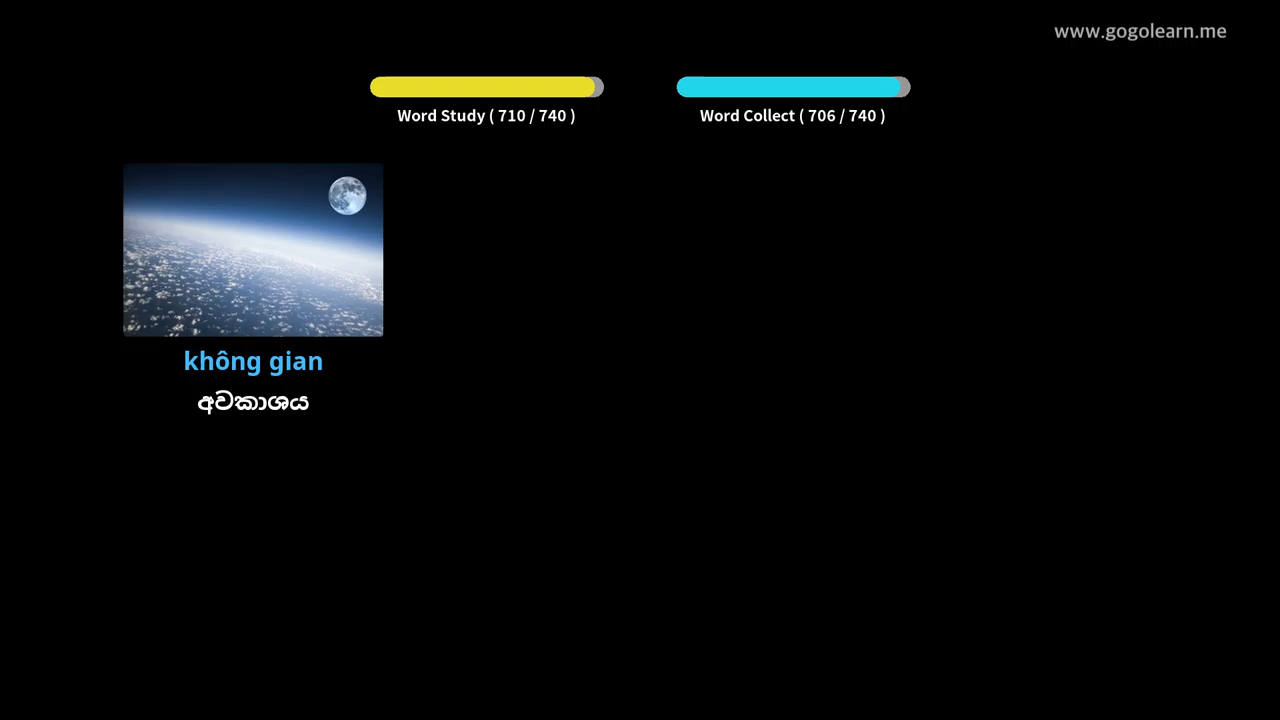 www.gogolearn.me
Word Study ( 710 / 740 )
Word Collect ( 706 / 740 )
không gian
අවකාශය